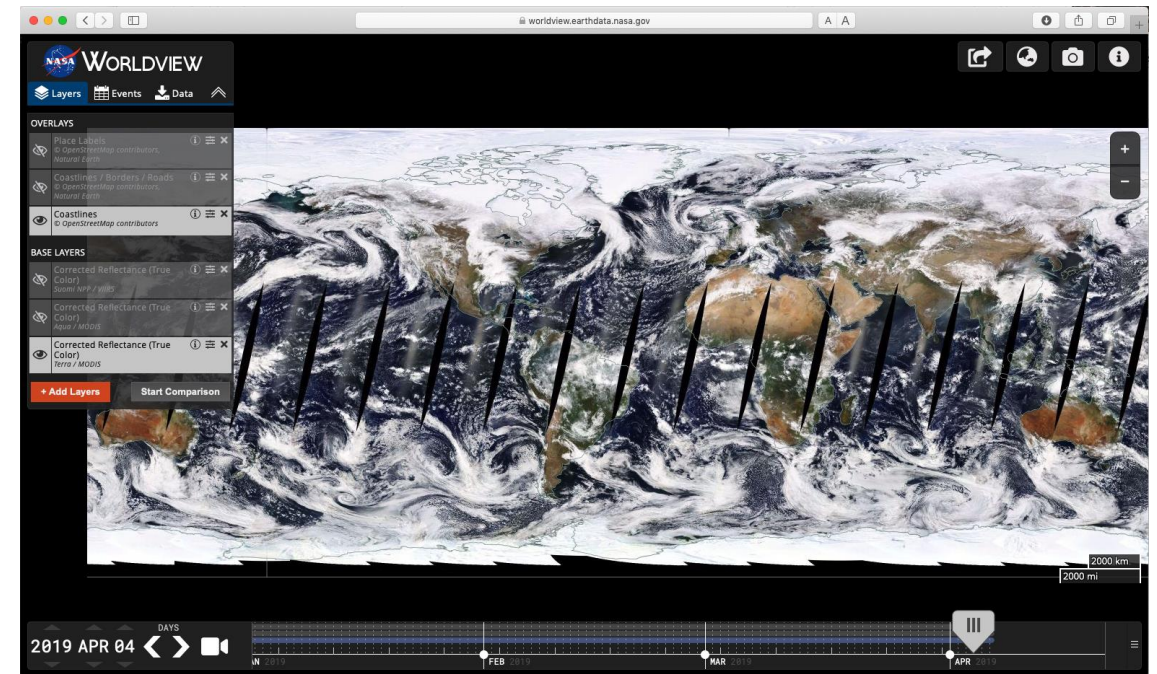 worldview.earthdata.nasa.gov
A A
NASA WORLDVIEW
Layers Events Data
OVERLAYS
Place Labels
© OpenStreetMap contributors,
Natural Earth
Coastlines / Borders / Roads
© OpenStreetMap contributors,
Natural Earth
Coastlines
© OpenStreetMap contributors
BASE LAYERS
Corrected Reflectance (True
Color)
Suomi NPP / VIIRS
Corrected Reflectance (True
Color)
Aqua / MODIS
Corrected Reflectance (True
Color)
Terra / MODIS
+ Add Layers Start Comparison
2000 km
2000 mi
DAYS
2019 APR 04
AN 2019 FEB 2019 MAR 2019 APR 2019